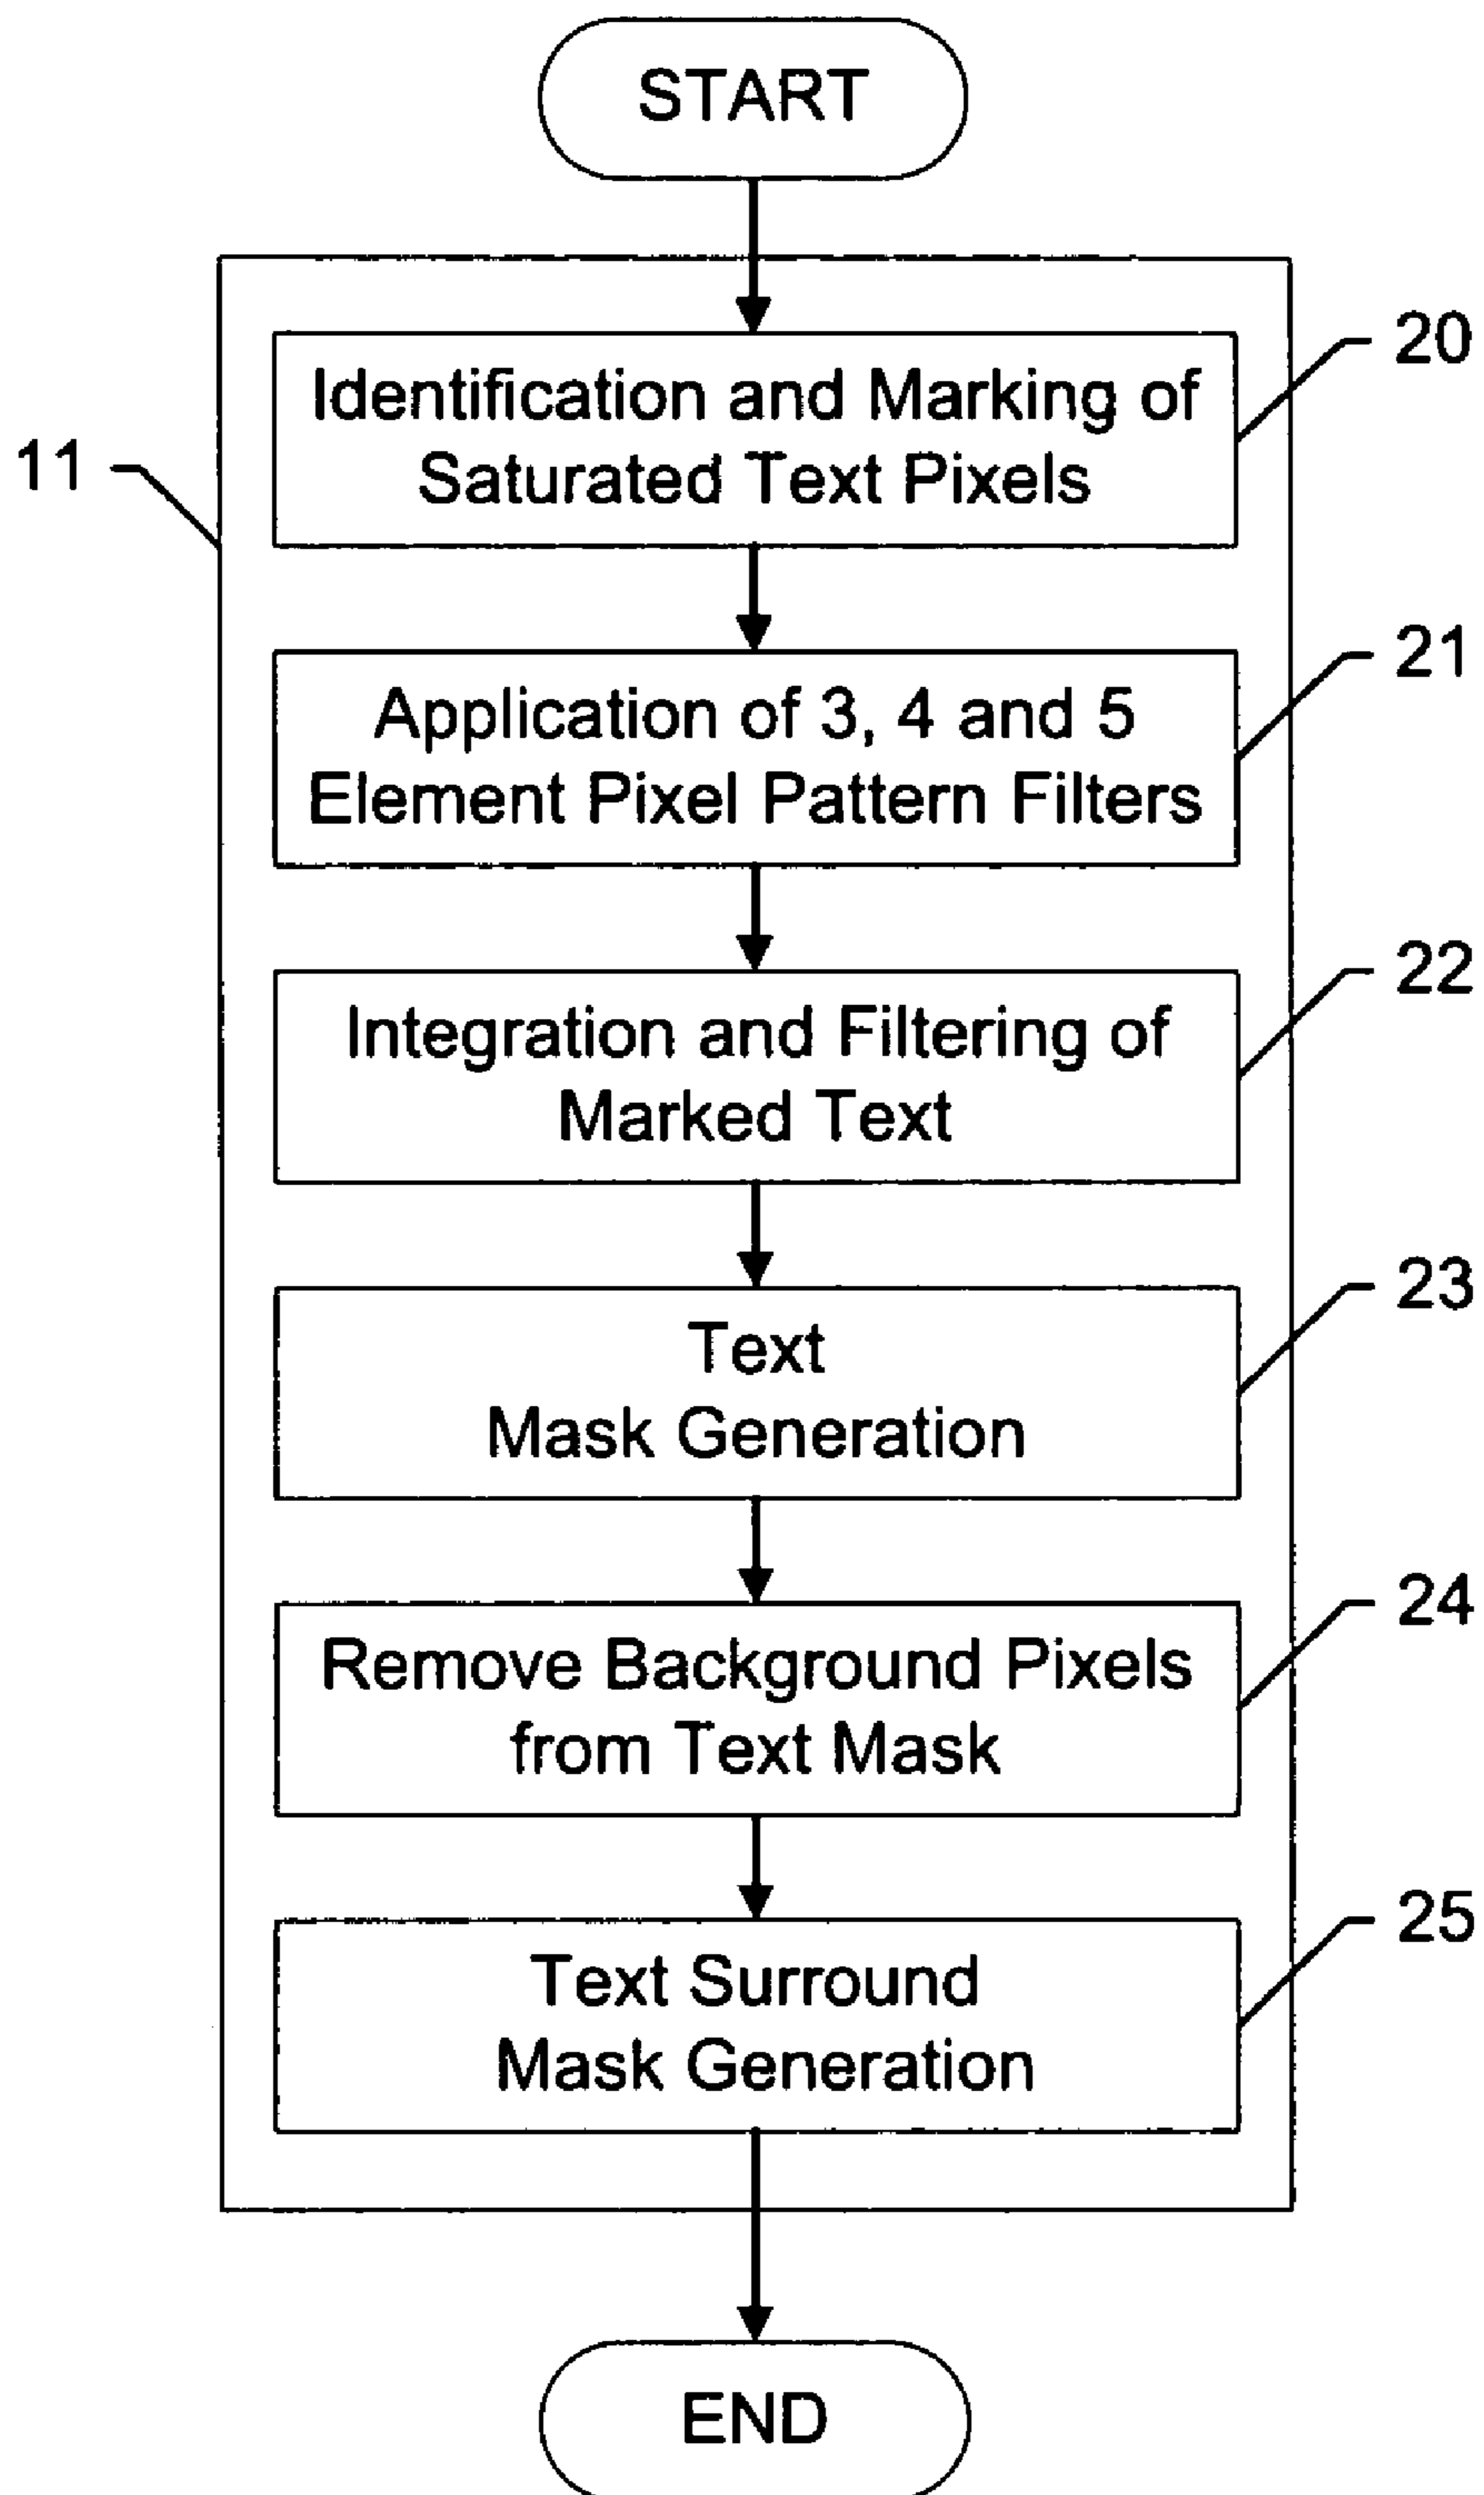 START
20
Identification and Marking of
Saturated Text Pixels
11
21
Application of 3, 4 and 5
Element Pixel Pattern Filters
22
Integration and Filtering of
Marked Text
23
Text
Mask Generation
24
Remove Background Pixels
from Text Mask
25
Text Surround
Mask Generation
END